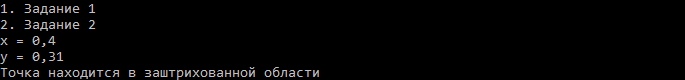 1. Задание 1
2. Задание 2
x = 0,4
y = 0,31
Точка находится в заштрихованной области